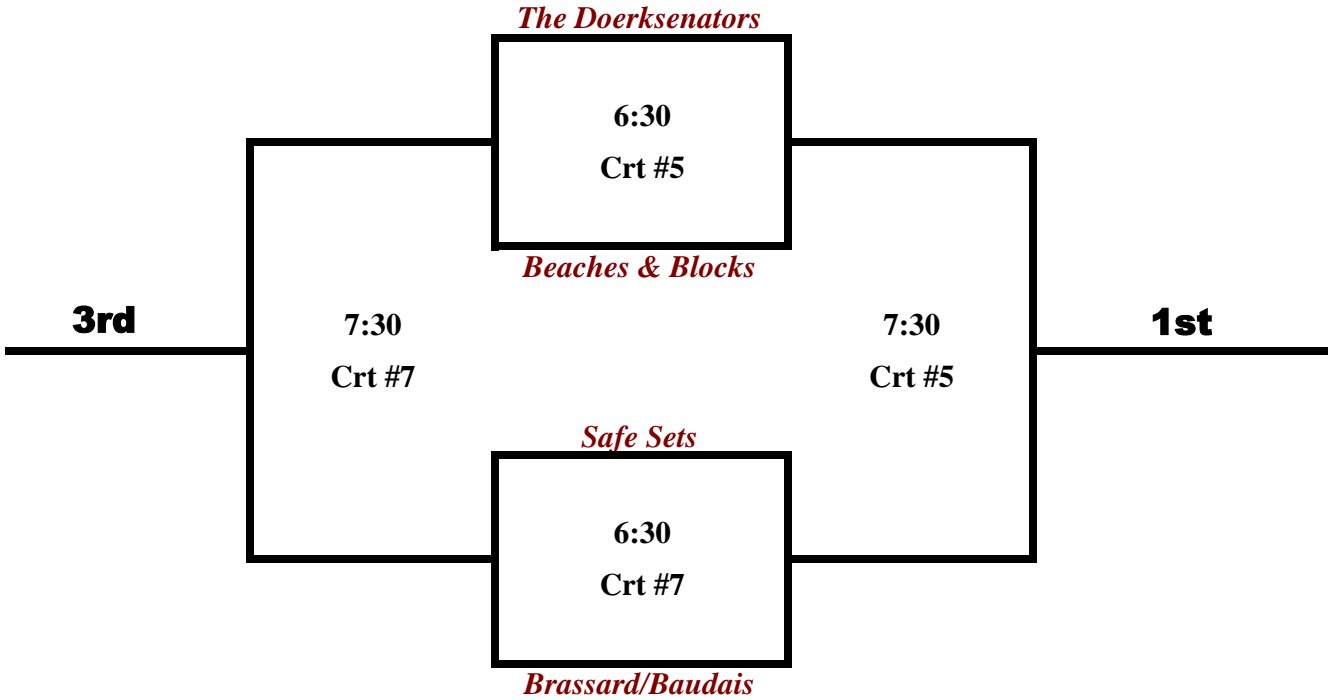 The Doerksenators
6:30
Crt #5
Beaches & Blocks
3rd
7:30
Crt #7
7:30
Crt #5
1st
Safe Sets
6:30
Crt #7
Brassard/Baudais